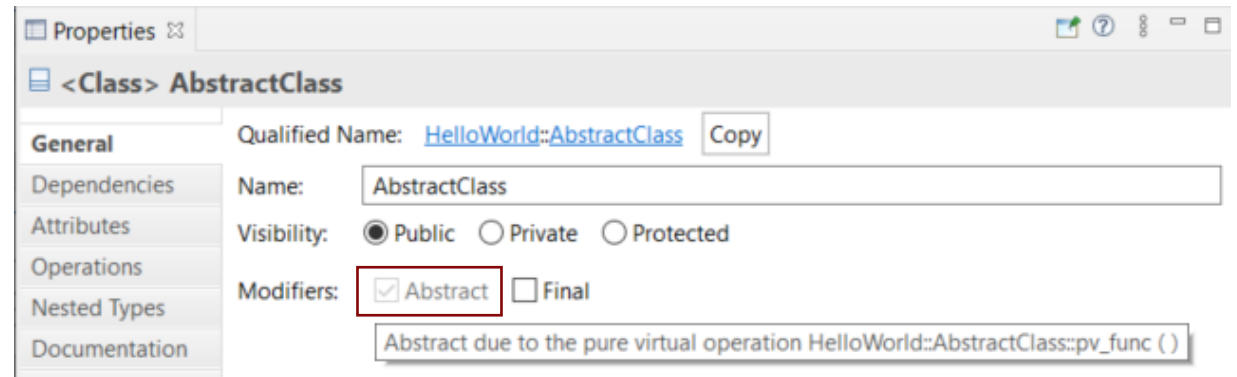 Properties
<Class> AbstractClass
General
Dependencies
Attributes
Operations
Nested Types
Documentation
Qualified Name: HelloWorld::AbstractClass Copy
Name: AbstractClass
Visibility: Public Private Protected
Modifiers: Abstract Final
Abstract due to the pure virtual operation HelloWorld::AbstractClass::pv_func ( )